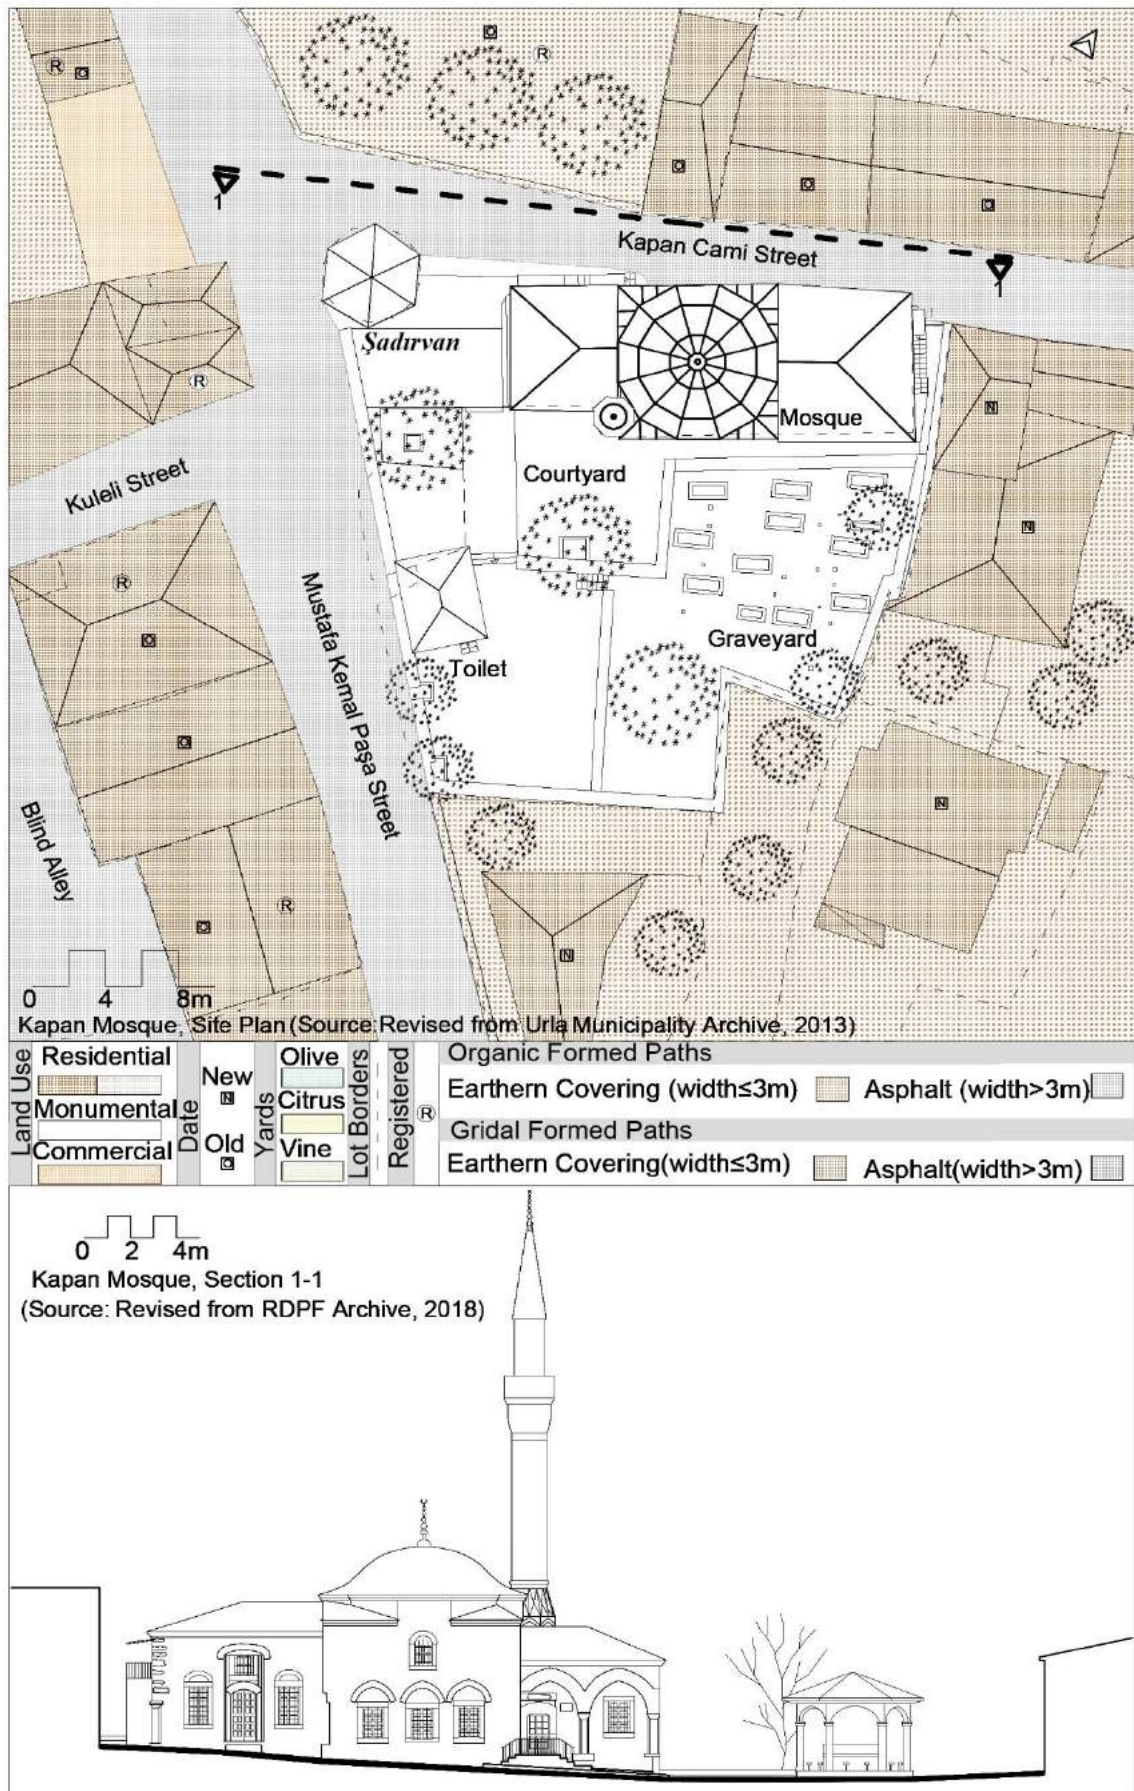 R
O
O
R
1
1
O
O
O
Kapan Cami Street
Şadırvan
R
Mosque
N
Courtyard
Kuleli Street
N
R
O
Mustafa Kemal Paşa Street
Graveyard
Toilet
O
N
Blind Alley
R
O
N
0 4 8m
Kapan Mosque, Site Plan (Source: Revised from Urla Municipality Archive, 2013)
Land Use
Residential
Monumental
Commercial
Date
New
N
Old
O
Yards
Olive
Citrus
Vine
Lot Borders
Registered
R
Organic Formed Paths
Earthern Covering (width≤3m) Asphalt (width>3m)
Gridal Formed Paths
Earthern Covering(width≤3m) Asphalt(width>3m)
0 2 4m
Kapan Mosque, Section 1-1
(Source: Revised from RDPF Archive, 2018)